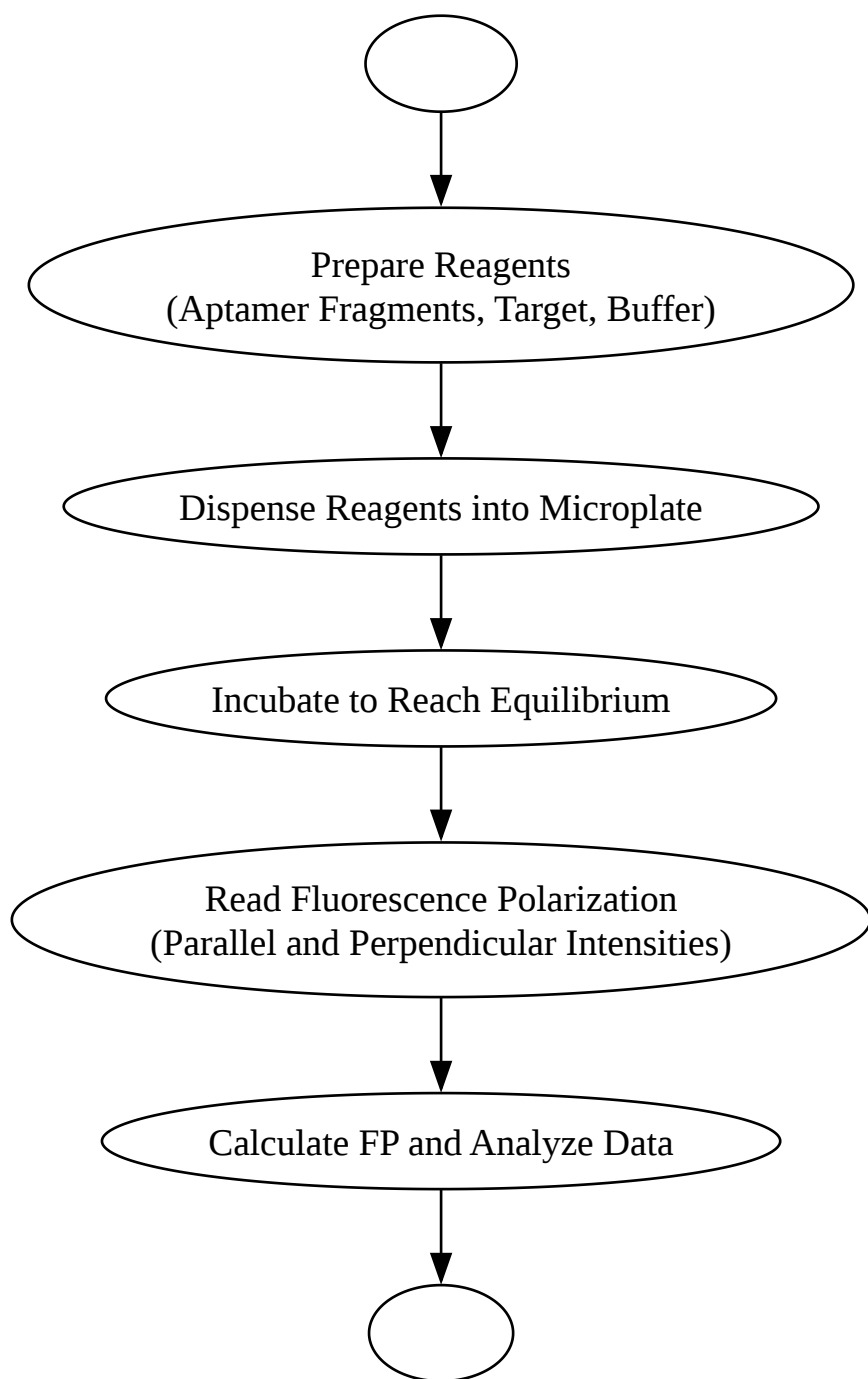 Prepare Reagents
(Aptamer Fragments, Target, Buffer)
Dispense Reagents into Microplate
Incubate to Reach Equilibrium
Read Fluorescence Polarization
(Parallel and Perpendicular Intensities)
Calculate FP and Analyze Data